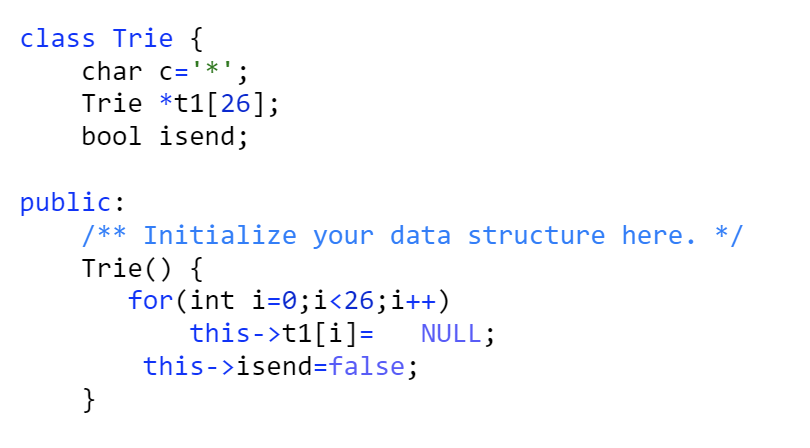 class Trie {
    char c='*';
    Trie *t1[26];
    bool isend;

public:
    /** Initialize your data structure here. */
    Trie() {
       for(int i=0;i<26;i++)
           this->t1[i]=   NULL;
        this->isend=false;
    }